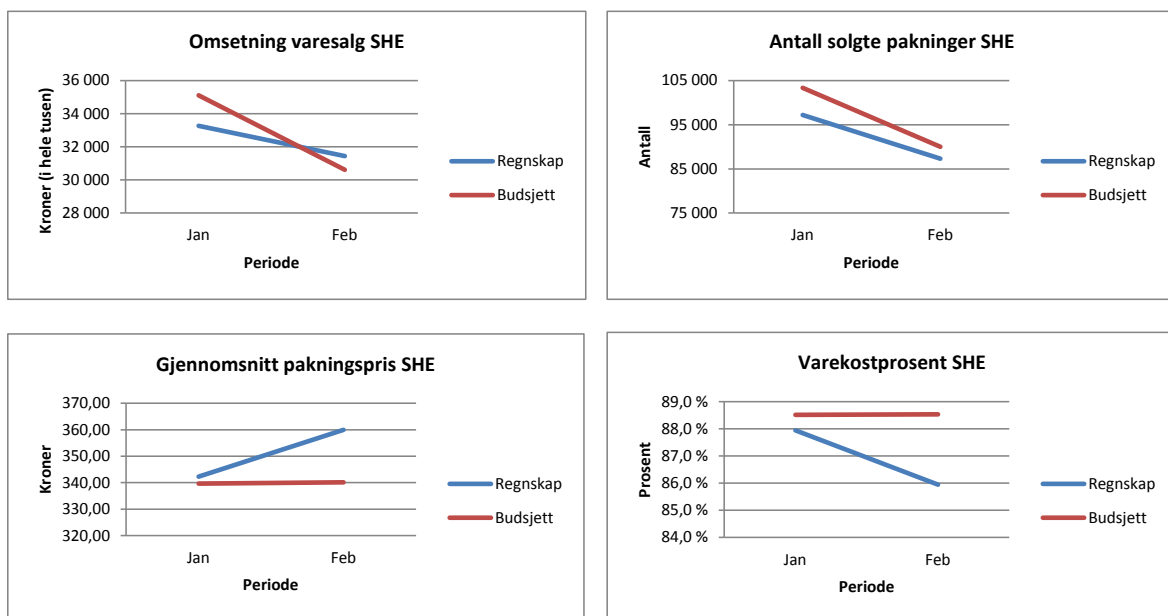 Omsetning varesalg SHE
Kroner (i hele tusen)
36 000
34 000
32 000
30 000
28 000
Jan
Feb
Periode
Regnskap
Budsjett
Antall solgte pakninger SHE
Antall
105 000
95 000
85 000
75 000
Jan
Feb
Periode
Regnskap
Budsjett
Gjennomsnitt pakningspris SHE
Kroner
370,00
360,00
350,00
340,00
330,00
320,00
Jan
Feb
Periode
Regnskap
Budsjett
Varekostprosent SHE
Prosent
89,0 %
88,0 %
87,0 %
86,0 %
85,0 %
84,0 %
Jan
Feb
Periode
Regnskap
Budsjett